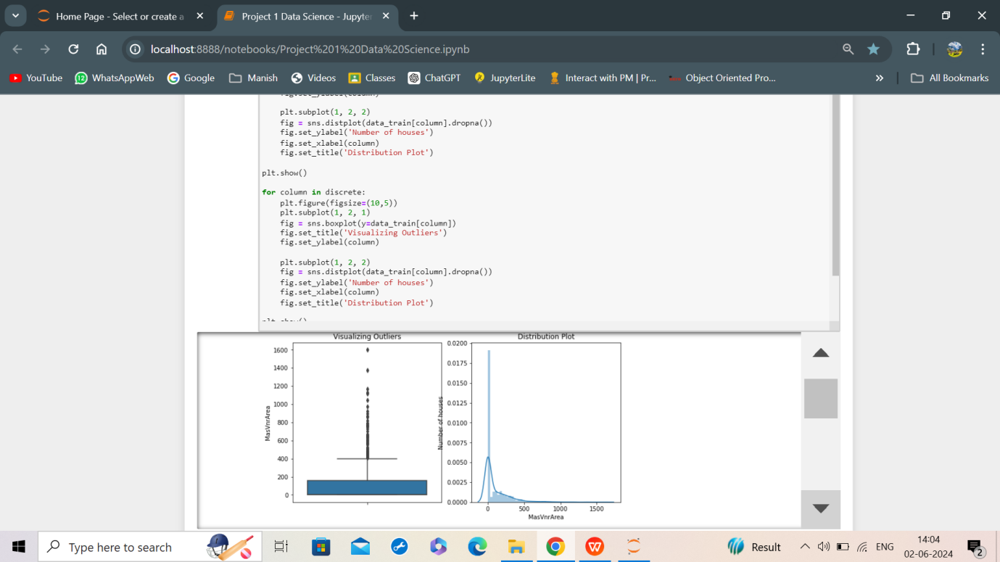 Home Page - Select or create a
Project 1 Data Science - Jupyter
localhost:8888/notebooks/Project%201%20Data%20Science.ipynb
YouTube
12
WhatsAppWeb
Google
Manish
Videos
Classes
ChatGPT
JupyterLite
Interact with PM | Pr...
Object Oriented Pro...
»
All Bookmarks
fig.set_ylabel(column)
plt.subplot(1, 2, 2)
fig = sns.distplot(data_train[column].dropna())
fig.set_ylabel('Number of houses')
fig.set_xlabel(column)
fig.set_title('Distribution Plot')
plt.show()
for column in discrete:
plt.figure(figsize=(10,5))
plt.subplot(1, 2, 1)
fig = sns.boxplot(y=data_train[column])
fig.set_title('Visualizing Outliers')
fig.set_ylabel(column)
plt.subplot(1, 2, 2)
fig = sns.distplot(data_train[column].dropna())
fig.set_ylabel('Number of houses')
fig.set_xlabel(column)
fig.set_title('Distribution Plot')
plt.show()
Visualizing Outliers
1600
1400
1200
1000
800
600
400
200
0
MasVnrArea
Distribution Plot
0.0200
0.0175
0.0150
0.0125
0.0100
0.0075
0.0050
0.0025
0.0000
Number of houses
0 500 1000 1500
MasVnrArea
Type here to search
Result
ENG
14:04
02-06-2024
2